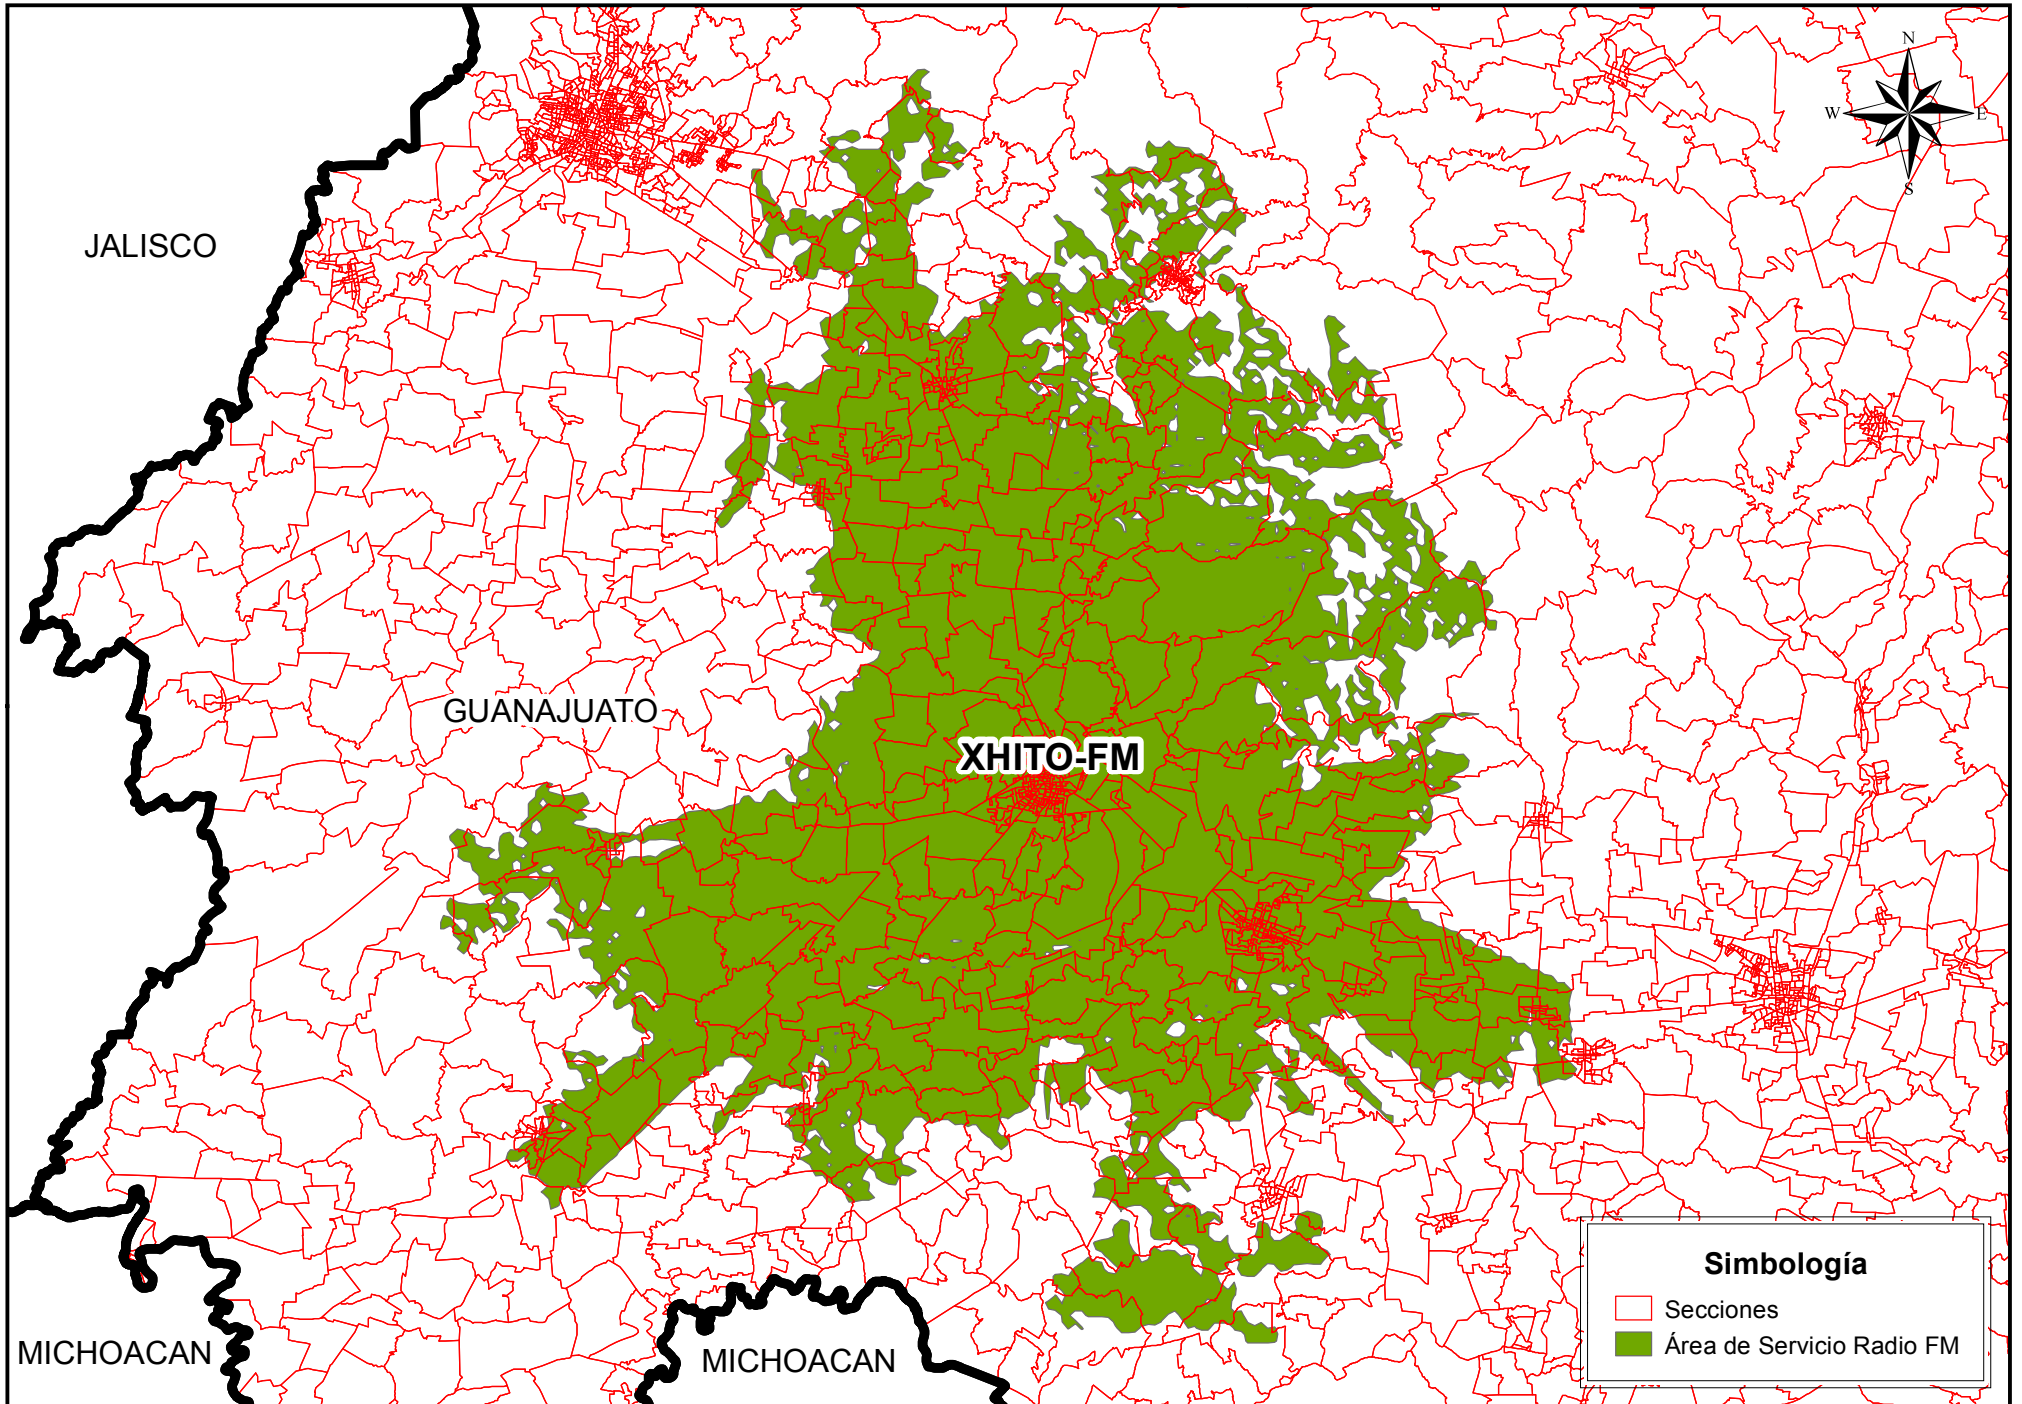 N
W E
S
JALISCO
GUANAJUATO
XHITO-FM
MICHOACAN
MICHOACAN
Simbología
Secciones
Área de Servicio Radio FM